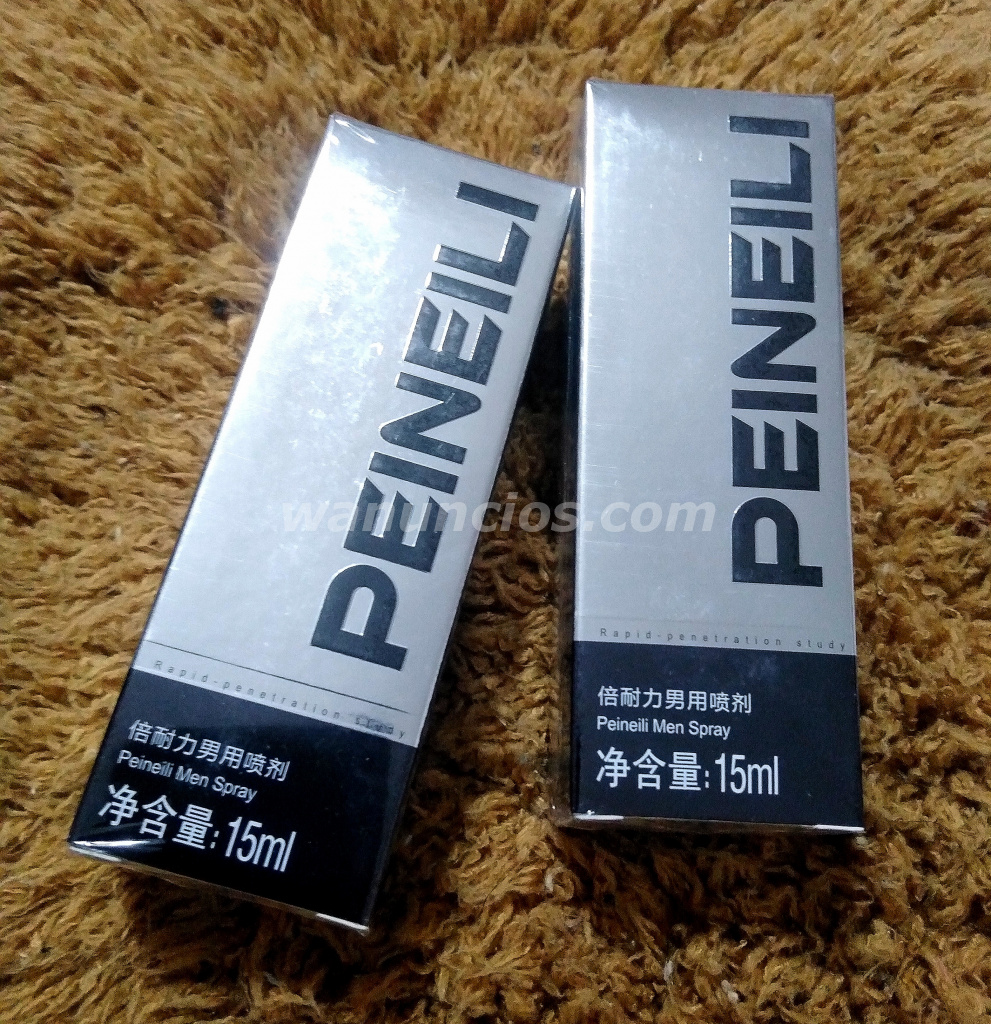 PEINEILI
Rapid-penetration study
倍耐力男用喷剂
Peineili Men Spray
净含量:15ml
PEINEILI
Rapid-penetration study
倍耐力男用喷剂
Peineili Men Spray
净含量:15ml
wanuncios.com